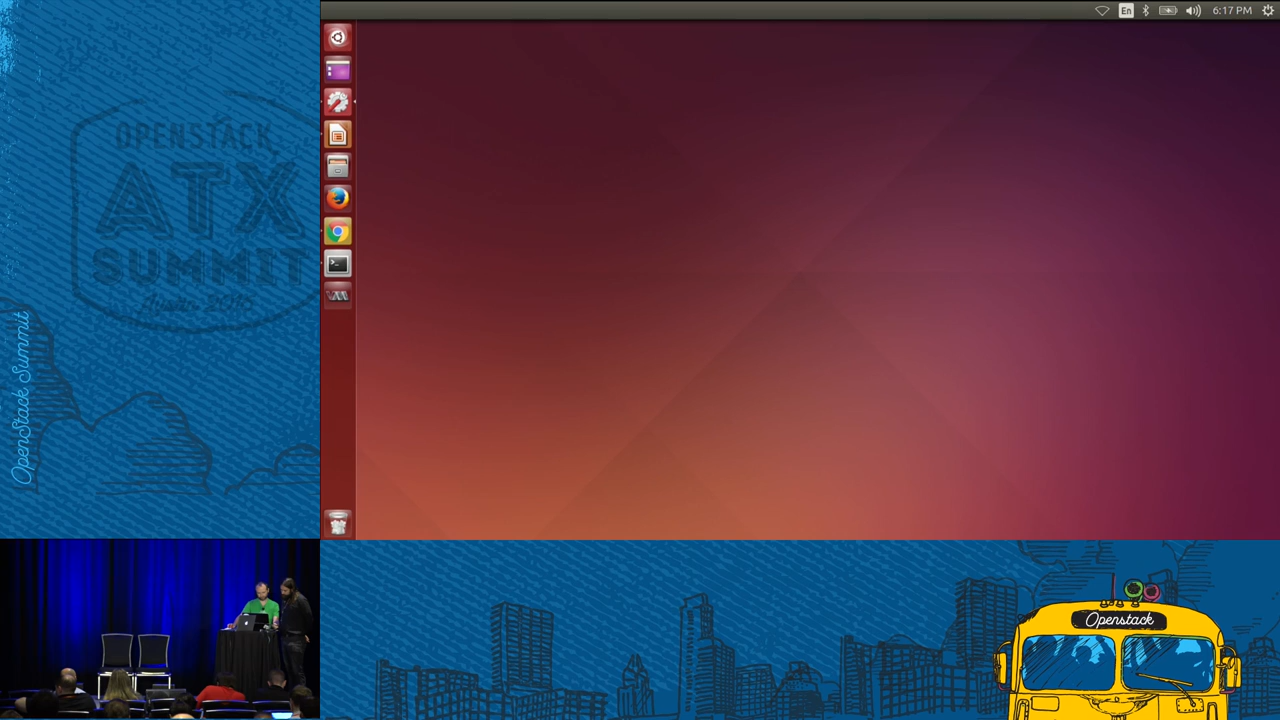 En
6:17 PM
OPENSTACK
ATX
SUMMIT
Austin 2016
OpenStack Summit
Openstack